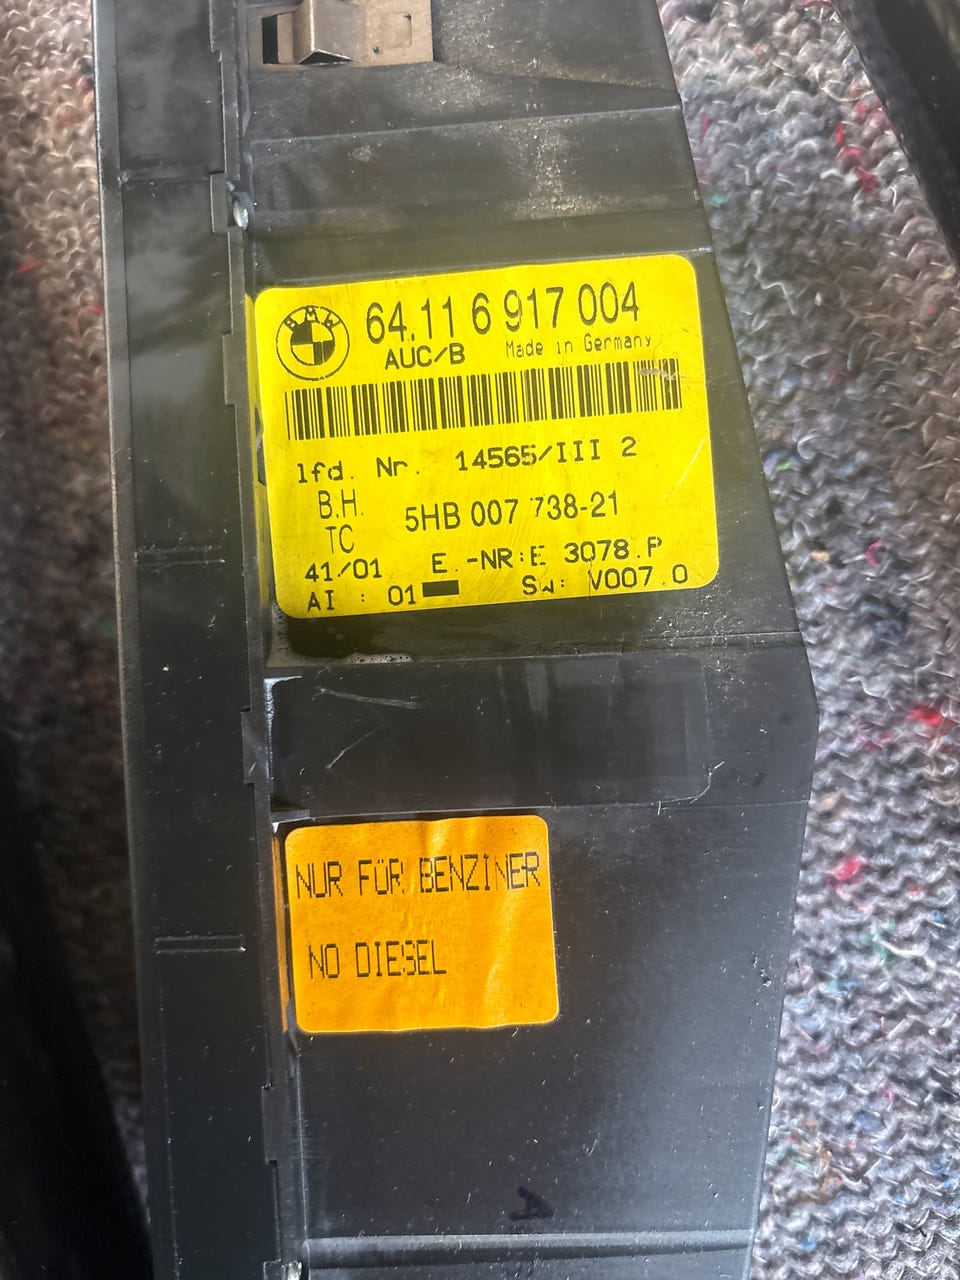 BMW
64.11 6 917 004
AUC/B Made in Germany
lfd. Nr. 14565/III 2
B.H.
TC 5HB 007 738-21
41/01 E.-NR:E 3078.P
AI : 01 Sw: V007.0
NUR FÜR BENZINER
NO DIESEL
A